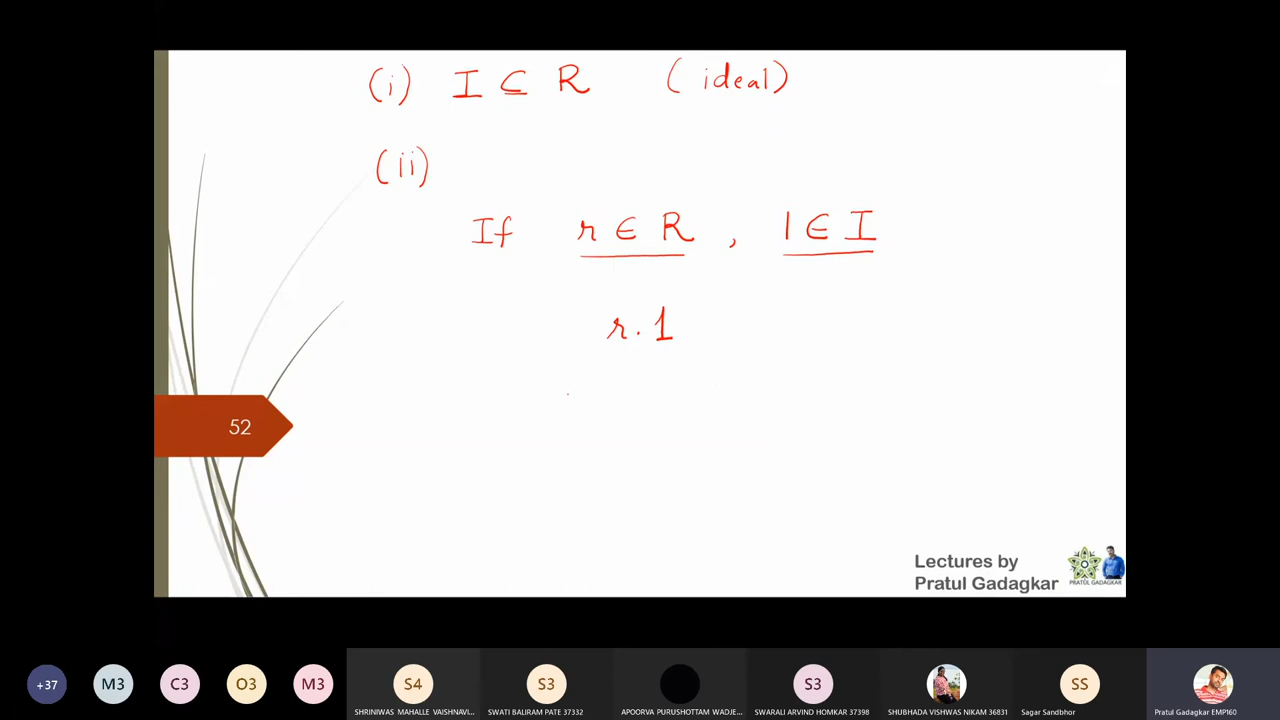 (i) I ⊆ R (ideal)
(ii)
If r ∈ R , 1 ∈ I
r . 1
52
Lectures by
Pratul Gadagkar
PRATUL GADAGKAR
+37
M3
C3
O3
M3
S4
S3
S3
SS
SHRINIWAS MAHALLE VAISHNAVI...
SWATI BALIRAM PATE 37332
APOORVA PURUSHOTTAM WADJE...
SWARALI ARVIND HOMKAR 37398
SHUBHADA VISHWAS NIKAM 36831
Sagar Sandbhor
Pratul Gadagkar EMP160